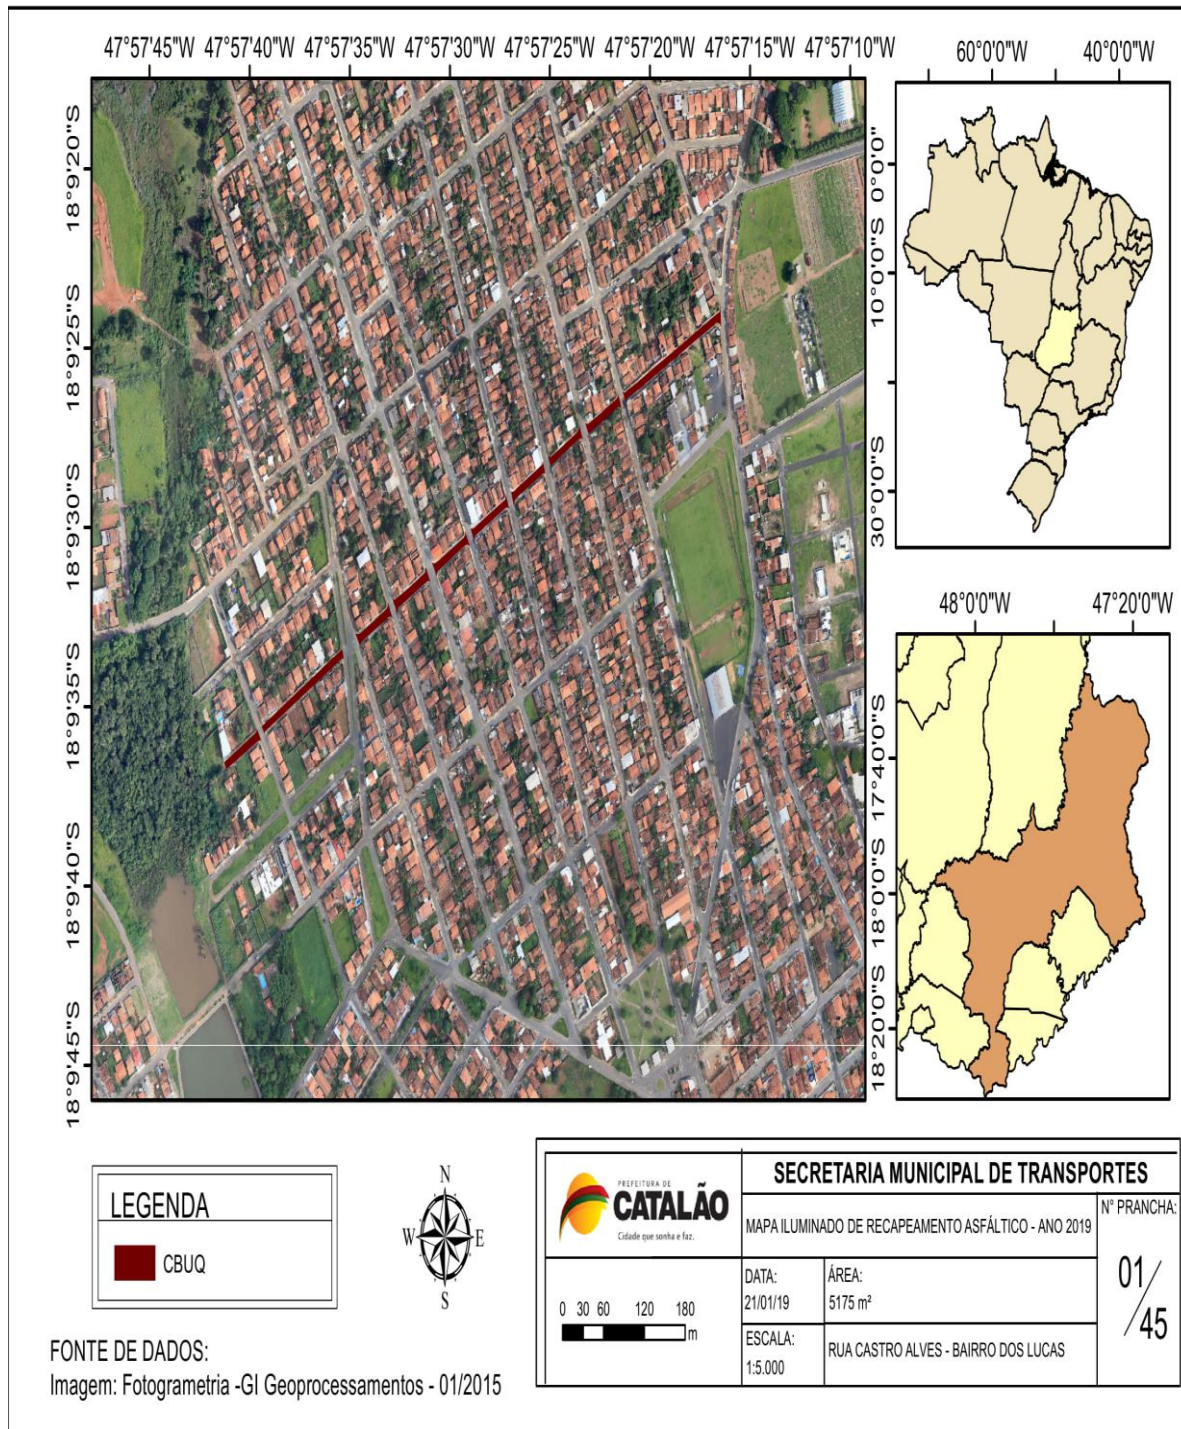 47°57'45"W 47°57'40"W 47°57'35"W 47°57'30"W 47°57'25"W 47°57'20"W 47°57'15"W 47°57'10"W
18°9'20"S
18°9'25"S
18°9'30"S
18°9'35"S
18°9'40"S
18°9'45"S
60°0'0"W 40°0'0"W
0°0'0"
10°0'0"S
30°0'0"S
48°0'0"W 47°20'0"W
17°40'0"S
18°0'0"S
18°20'0"S
LEGENDA
CBUQ
N
W E
S
FONTE DE DADOS:
Imagem: Fotogrametria -GI Geoprocessamentos - 01/2015
PREFEITURA DE
CATALÃO
Cidade que sonha e faz.
0 30 60 120 180
m
SECRETARIA MUNICIPAL DE TRANSPORTES
MAPA ILUMINADO DE RECAPEAMENTO ASFÁLTICO - ANO 2019
N° PRANCHA:
01/45
DATA:
21/01/19
ÁREA:
5175 m²
ESCALA:
1:5.000
RUA CASTRO ALVES - BAIRRO DOS LUCAS